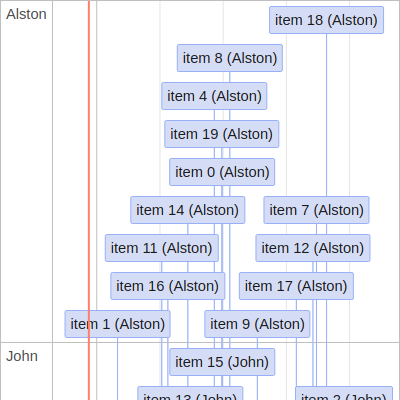 Alston
item 18 (Alston)
item 8 (Alston)
item 4 (Alston)
item 19 (Alston)
item 0 (Alston)
item 14 (Alston)
item 7 (Alston)
item 11 (Alston)
item 12 (Alston)
item 16 (Alston)
item 17 (Alston)
item 1 (Alston)
item 9 (Alston)
John
item 15 (John)
item 13 (John)
item 2 (John)